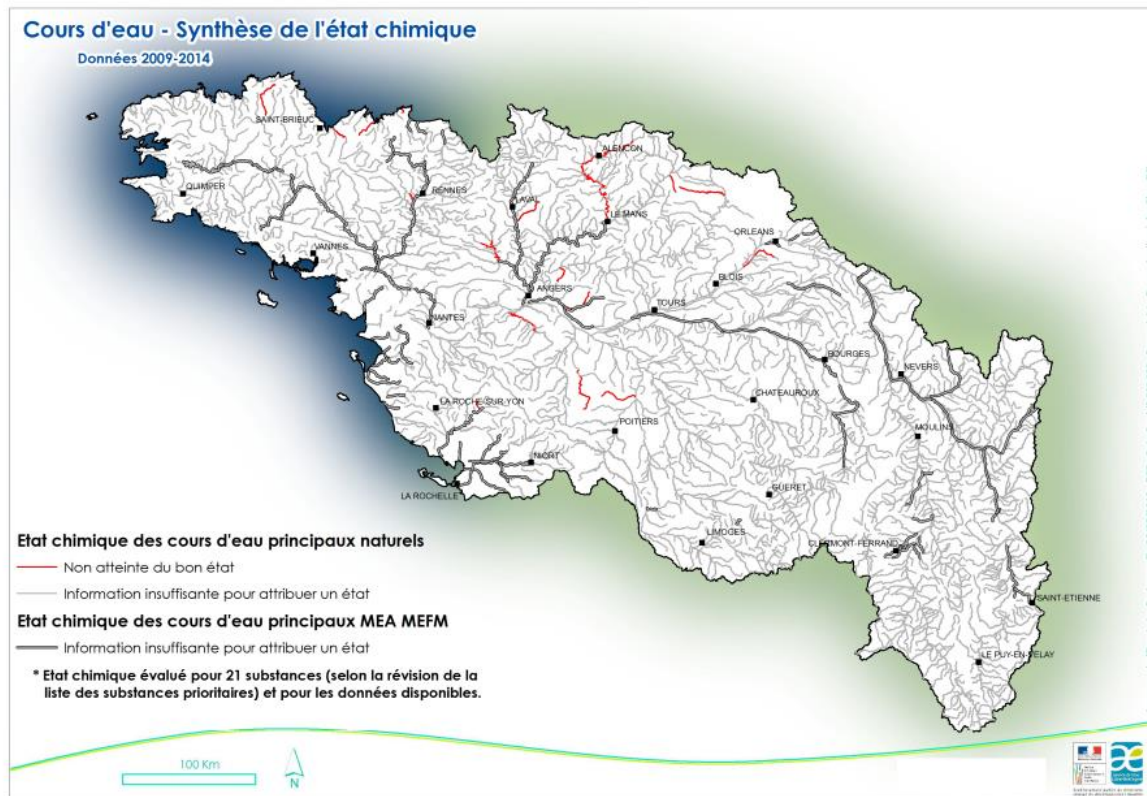 Cours d'eau - Synthèse de l'état chimique
Données 2009-2014
SAINT-BRIEUC
ALENCON
QUIMPER
RENNES
LAVAL
LE MANS
ORLEANS
VANNES
BLOIS
ANGERS
TOURS
NANTES
BOURGES
NEVERS
CHATEAUROUX
LA ROCHE-SUR-YON
POITIERS
MOULINS
NIORT
LA ROCHELLE
GUERET
LIMOGES
CLERMONT-FERRAND
SAINT-ETIENNE
LE PUY-EN-VELAY
Etat chimique des cours d'eau principaux naturels
Non atteinte du bon état
Information insuffisante pour attribuer un état
Etat chimique des cours d'eau principaux MEA MEFM
Information insuffisante pour attribuer un état
* Etat chimique évalué pour 21 substances (selon la révision de la
liste des substances prioritaires) et pour les données disponibles.
100 Km
N